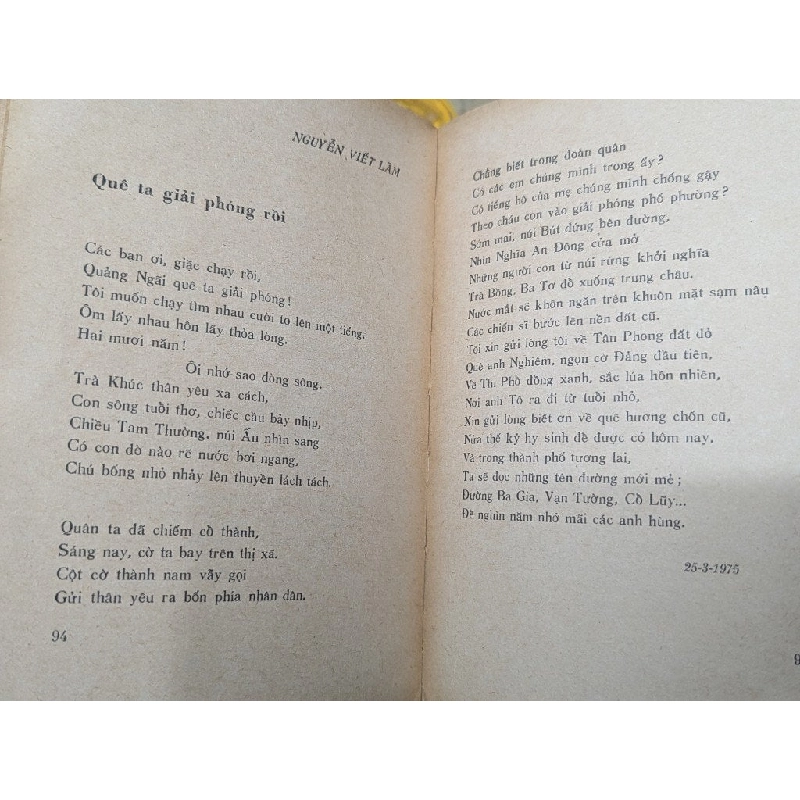 NGUYỄN VIẾT LÃM
Quê ta giải phóng rồi
Các bạn ơi, giặc chạy rồi,
Quảng Ngãi quê ta giải phóng!
Tôi muốn chạy tìm nhau cười to lên một tiếng,
Ôm lấy nhau hôn lấy thỏa lòng.
Hai mươi năm!
Ôi nhớ sao dòng sông.
Trà Khúc thân yêu xa cách,
Con sông tuổi thơ, chiếc cầu bảy nhịp,
Chiều Tam Thường, núi Ấu nhìn sang
Có con đò nào rẽ nước bơi ngang,
Chú bống nhỏ nhảy lên thuyền lách tách.
Quân ta đã chiếm cổ thành,
Sáng nay, cờ ta bay trên thị xã.
Cột cờ thành nam vẫy gọi
Gửi thân yêu ra bốn phía nhân dân.
94
Chẳng biết trong đoàn quân
Có các em chúng mình trong ấy?
Có tiếng hô của mẹ chúng mình chống gậy
Theo cháu con vào giải phóng phố phường?
Sớm mai, núi Bút đứng bên đường,
Nhìn Nghĩa An Đông cửa mở
Những người con từ núi rừng khởi nghĩa
Trà Bồng, Ba Tơ đổ xuống trung châu.
Nước mắt sẽ khôn ngăn trên khuôn mặt sạm nâu
Các chiến sĩ bước lên nền đất cũ.
Tôi xin gửi lòng tôi về Tân Phong đất đỏ
Quê anh Nghiêm, ngọn cờ Đảng đầu tiên,
Về Thi Phổ đồng xanh, sắc lúa hồn nhiên,
Nơi anh Tô ra đi từ tuổi nhỏ,
Xin gửi lòng biết ơn về quê hương chốn cũ,
Nửa thế kỷ hy sinh để được có hôm nay,
Và trong thành phố tương lai,
Ta sẽ đọc những tên đường mới mẻ;
Đường Ba Gia, Vạn Tường, Cổ Lũy...
Để nghìn năm nhớ mãi các anh hùng.
25-3-1975
9